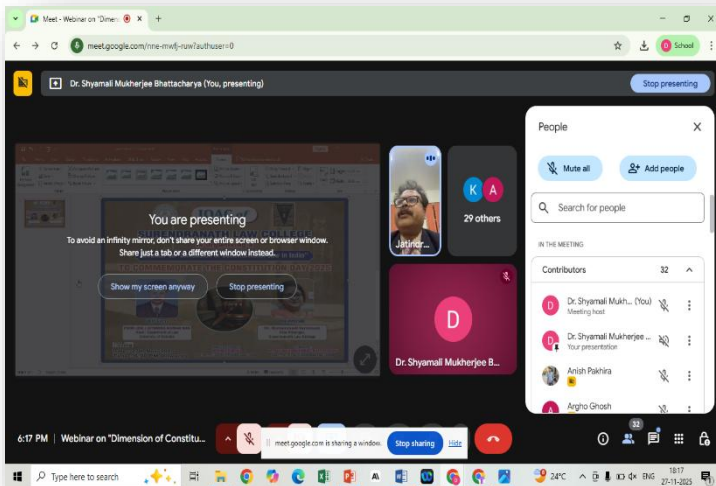 Meet - Webinar on "Dimen
meet.google.com/nne-mwfj-ruw?authuser=0
D School
Dr. Shyamali Mukherjee Bhattacharya (You, presenting)
Stop presenting
SURENDRANATH LAW COLLEGE
TO COMMEMORATE THE CONSTITUTION DAY 2025
You are presenting
To avoid an infinity mirror, don't share your entire screen or browser window.
Share just a tab or a different window instead.
Show my screen anyway
Stop presenting
Jatindr...
K A
29 others
D
Dr. Shyamali Mukherjee B...
People
Mute all
Add people
Search for people
IN THE MEETING
Contributors 32
D Dr. Shyamali Mukh... (You)
Meeting host
D Dr. Shyamali Mukherjee ...
Your presentation
Anish Pakhira
A Argho Ghosh
6:17 PM | Webinar on "Dimension of Constitu...
meet.google.com is sharing a window.
Stop sharing
Hide
32
Type here to search
24°C
ENG
18:17
27-11-2025